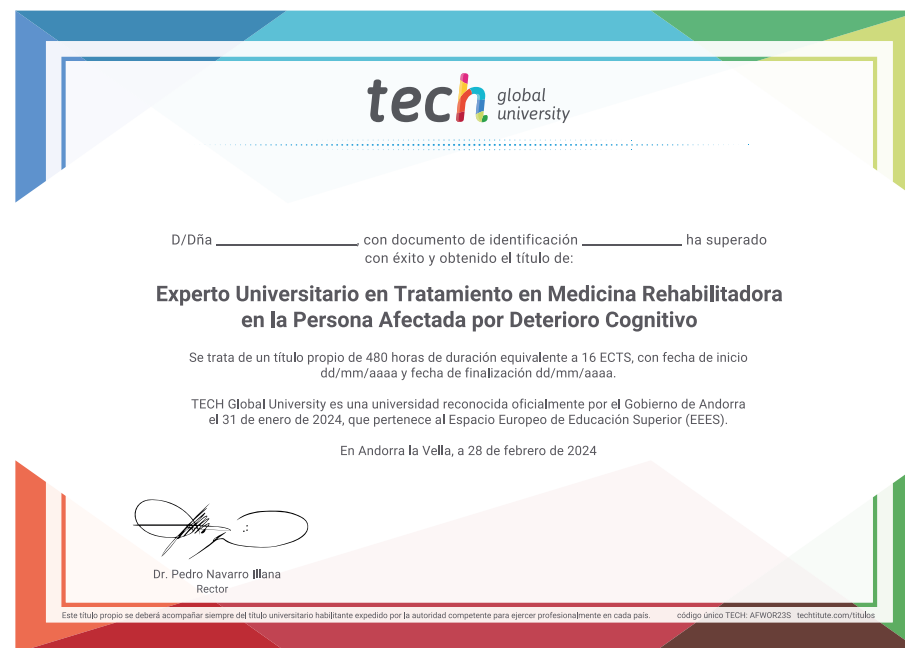 tech global university
D/Dña ____________________, con documento de identificación ______________ ha superado
con éxito y obtenido el título de:
Experto Universitario en Tratamiento en Medicina Rehabilitadora
en la Persona Afectada por Deterioro Cognitivo
Se trata de un título propio de 480 horas de duración equivalente a 16 ECTS, con fecha de inicio
dd/mm/aaaa y fecha de finalización dd/mm/aaaa.
TECH Global University es una universidad reconocida oficialmente por el Gobierno de Andorra
el 31 de enero de 2024, que pertenece al Espacio Europeo de Educación Superior (EEES).
En Andorra la Vella, a 28 de febrero de 2024
Dr. Pedro Navarro Illana
Rector
Este título propio se deberá acompañar siempre del título universitario habilitante expedido por la autoridad competente para ejercer profesionalmente en cada país. código único TECH: AFWOR23S techtitute.com/titulos